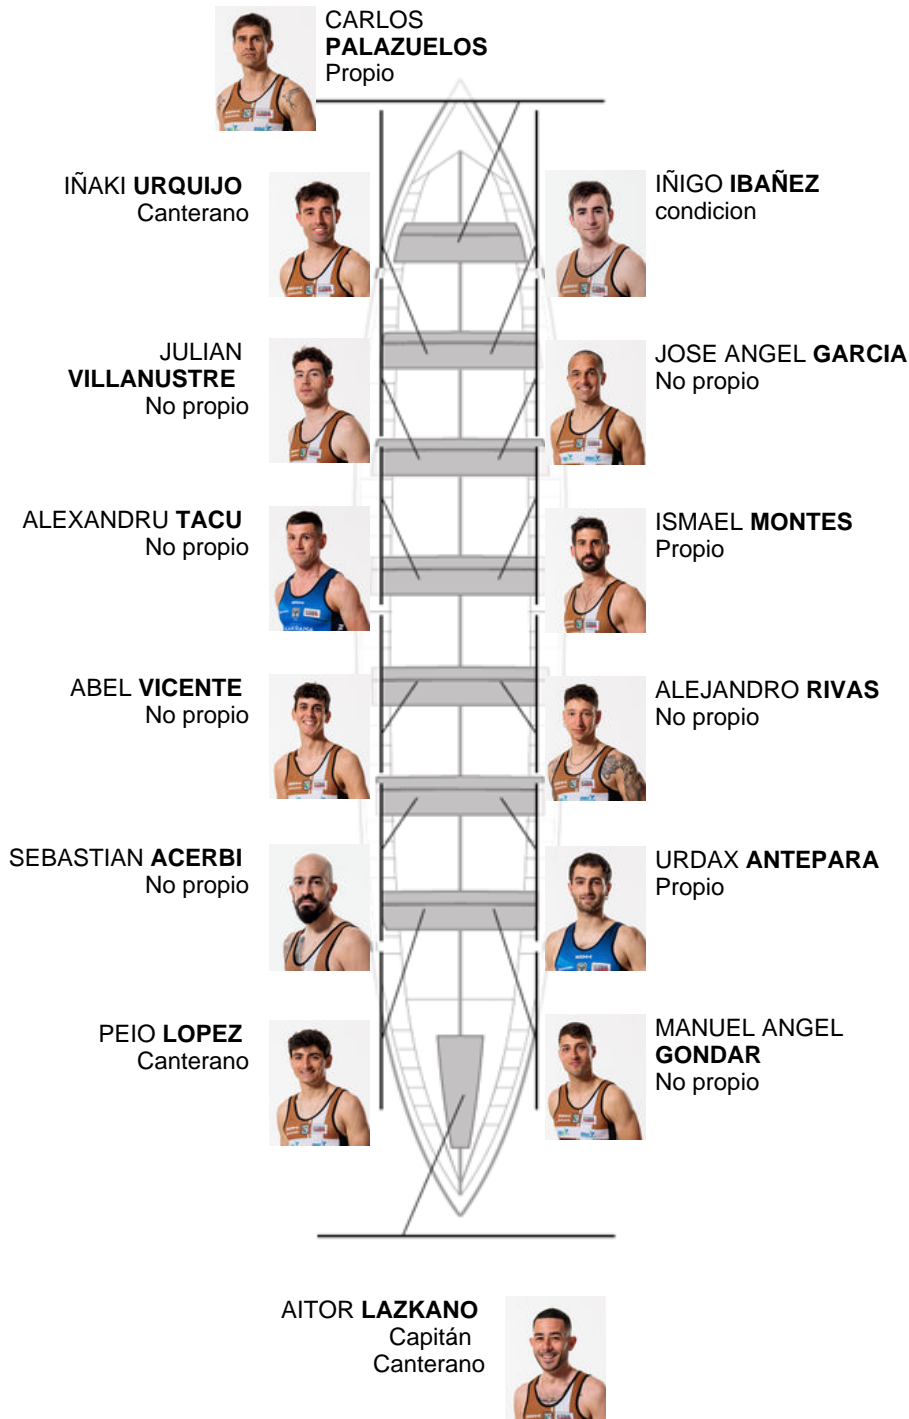 CARLOS
PALAZUELOS
Propio
IÑAKI URQUIJO
Canterano
IÑIGO IBAÑEZ
condicion
JULIAN
VILLANUSTRE
No propio
JOSE ANGEL GARCIA
No propio
ALEXANDRU TACU
No propio
ISMAEL MONTES
Propio
ABEL VICENTE
No propio
ALEJANDRO RIVAS
No propio
SEBASTIAN ACERBI
No propio
URDAX ANTEPARA
Propio
PEIO LOPEZ
Canterano
MANUEL ANGEL
GONDAR
No propio
AITOR LAZKANO
Capitán
Canterano